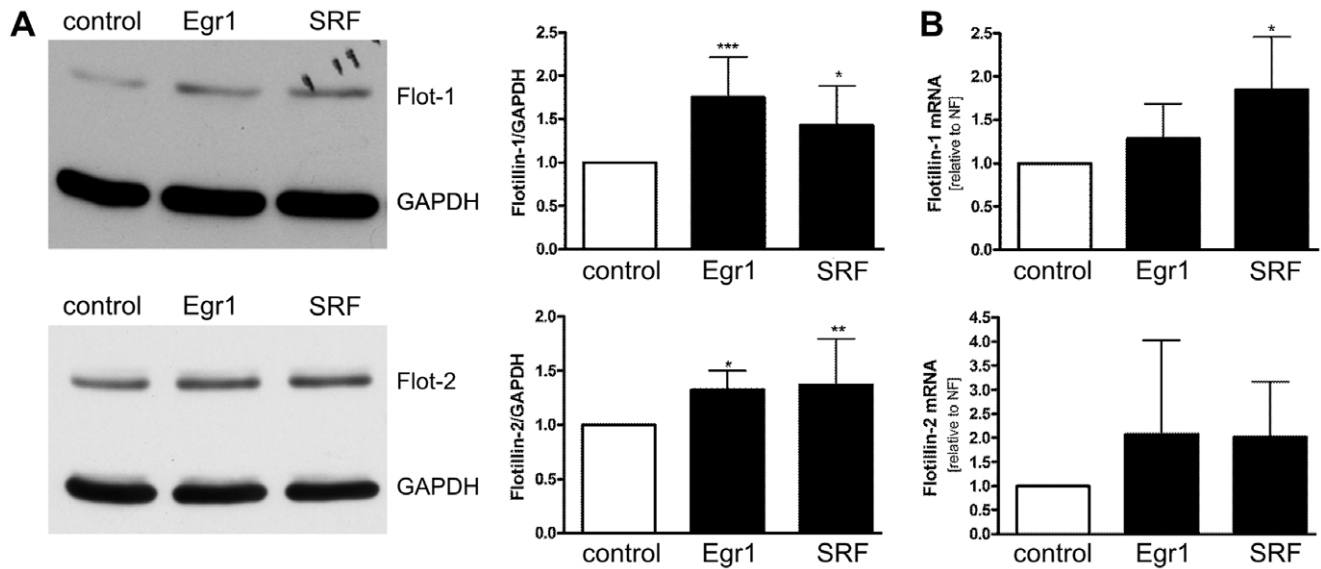 A
control Egr1 SRF
Flot-1
GAPDH
Flotillin-1/GAPDH
2.5
2.0
1.5
1.0
0.5
0.0
***
*
control Egr1 SRF
B
Flotillin-1 mRNA
[relative to NF]
2.5
2.0
1.5
1.0
0.5
0.0
*
control Egr1 SRF
control Egr1 SRF
Flot-2
GAPDH
Flotillin-2/GAPDH
2.0
1.5
1.0
0.5
0.0
*
**
control Egr1 SRF
Flotillin-2 mRNA
[relative to NF]
4.5
4.0
3.5
3.0
2.5
2.0
1.5
1.0
0.5
0.0
control Egr1 SRF